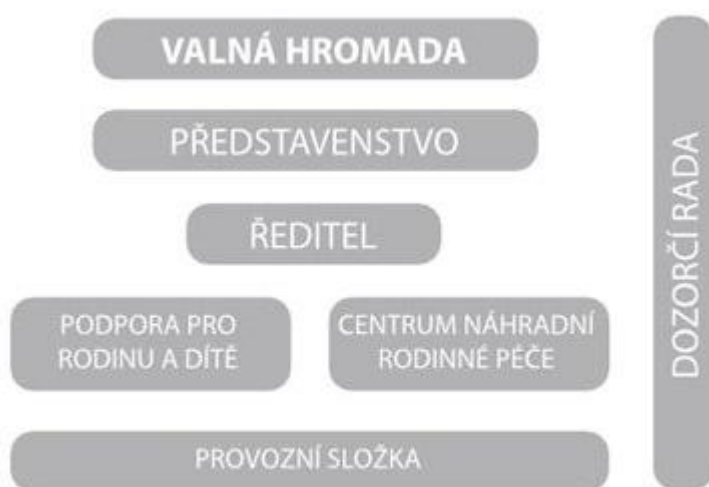 VALNÁ HROMADA
PŘEDSTAVENSTVO
ŘEDITEL
PODPORA PRO
RODINU A DÍTĚ
CENTRUM NÁHRADNÍ
RODINNÉ PÉČE
PROVOZNÍ SLOŽKA
DOZORČÍ RADA